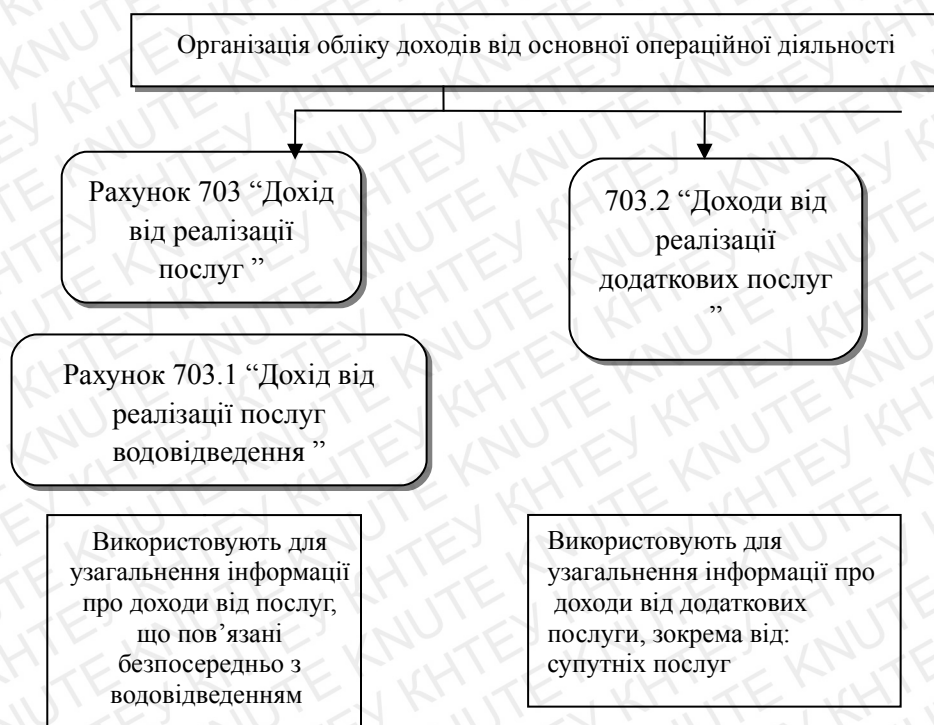 Організація обліку доходів від основної операційної діяльності
Рахунок 703 “Дохід
від реалізації
послуг ”
703.2 “Доходи від
реалізації
додаткових послуг
”
Рахунок 703.1 “Дохід від
реалізації послуг
водовідведення ”
Використовують для
узагальнення інформації
про доходи від послуг,
що пов’язані
безпосередньо з
водовідведенням
Використовують для
узагальнення інформації про
доходи від додаткових
послуги, зокрема від:
супутніх послуг